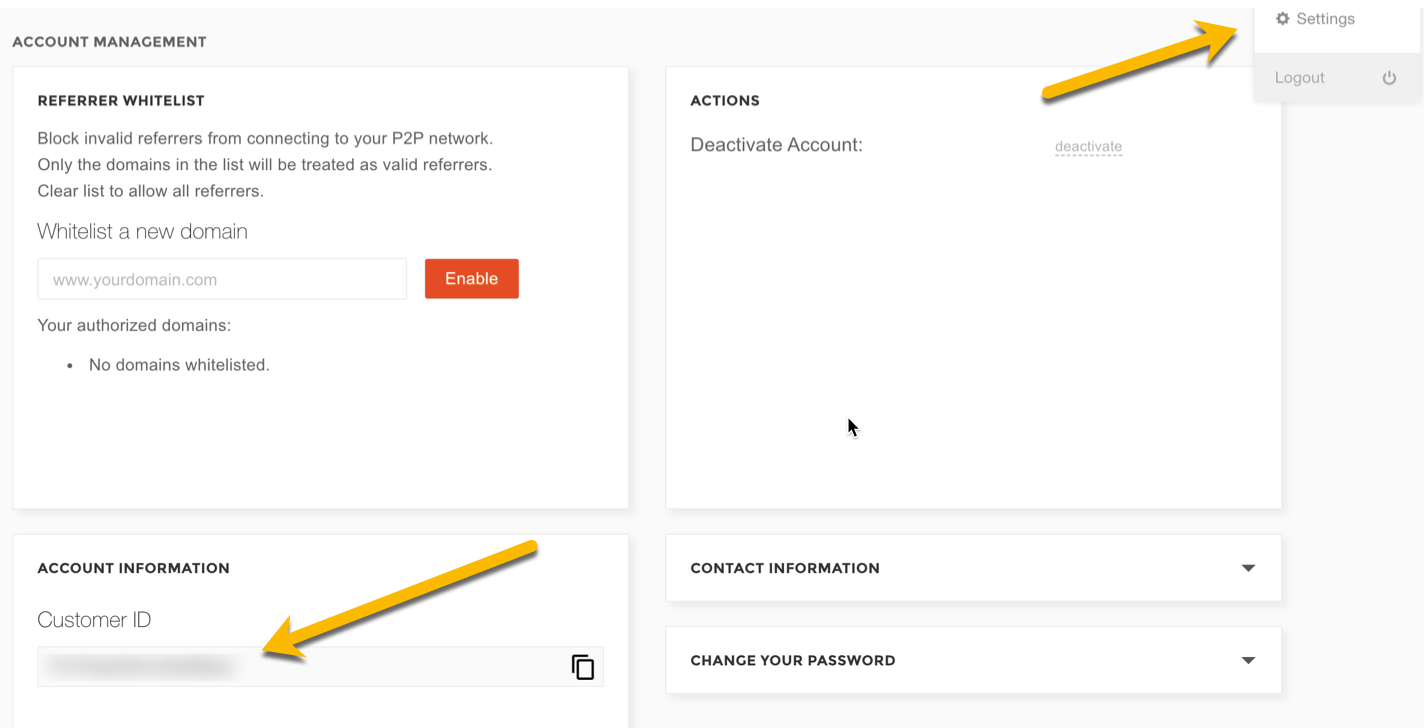 Settings
Logout
ACCOUNT MANAGEMENT
REFERRER WHITELIST
Block invalid referrers from connecting to your P2P network.
Only the domains in the list will be treated as valid referrers.
Clear list to allow all referrers.
Whitelist a new domain
www.yourdomain.com
Enable
Your authorized domains:
• No domains whitelisted.
ACTIONS
Deactivate Account:
deactivate
ACCOUNT INFORMATION
Customer ID
CONTACT INFORMATION
CHANGE YOUR PASSWORD